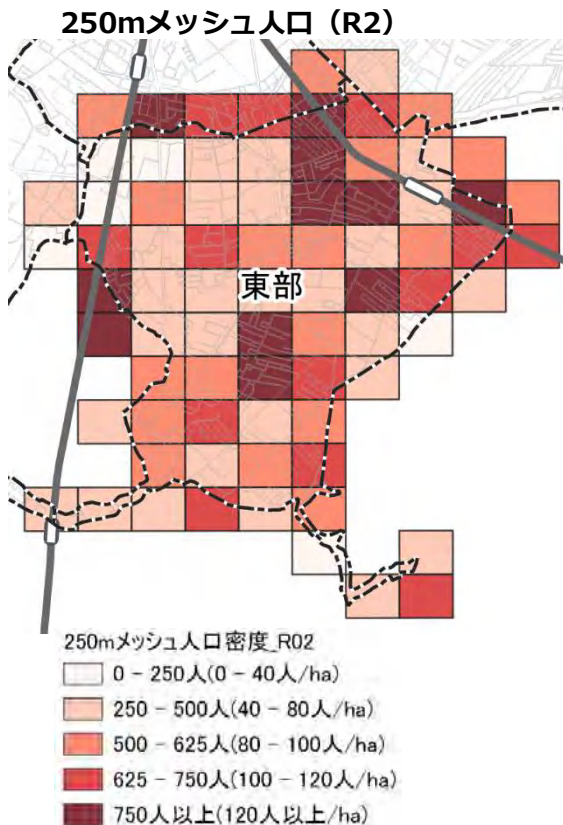 250mメッシュ人口（R2）
東部
250mメッシュ人口密度_R02
0 - 250人(0 - 40人/ha)
250 - 500人(40 - 80人/ha)
500 - 625人(80 - 100人/ha)
625 - 750人(100 - 120人/ha)
750人以上(120人以上/ha)